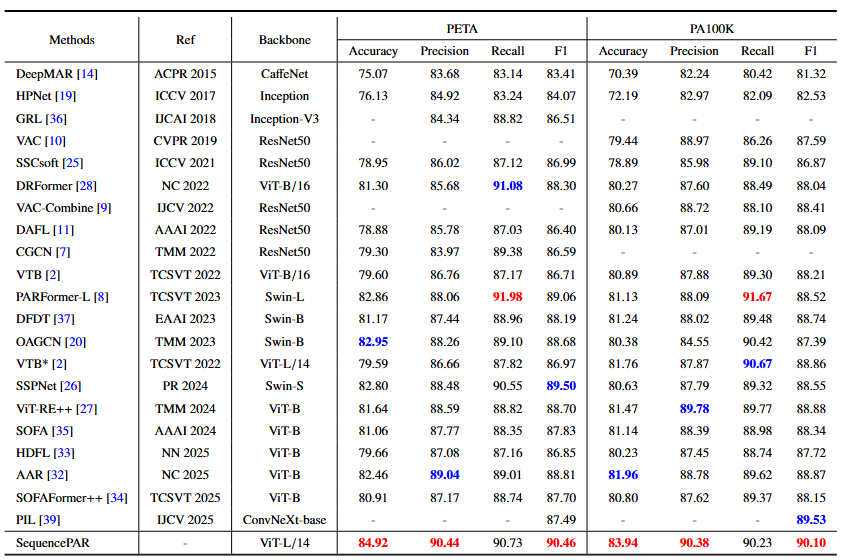 Methods Ref Backbone PETA PA100K
Accuracy Precision Recall F1 Accuracy Precision Recall F1
DeepMAR [14] ACPR 2015 CaffeNet 75.07 83.68 83.14 83.41 70.39 82.24 80.42 81.32
HPNet [19] ICCV 2017 Inception 76.13 84.92 83.24 84.07 72.19 82.97 82.09 82.53
GRL [36] IJCAI 2018 Inception-V3 - 84.34 88.82 86.51 - - - -
VAC [10] CVPR 2019 ResNet50 - - - - 79.44 88.97 86.26 87.59
SSCsoft [25] ICCV 2021 ResNet50 78.95 86.02 87.12 86.99 78.89 85.98 89.10 86.87
DRFormer [28] NC 2022 ViT-B/16 81.30 85.68 91.08 88.30 80.27 87.60 88.49 88.04
VAC-Combine [9] IJCV 2022 ResNet50 - - - - 80.66 88.72 88.10 88.41
DAFL [11] AAAI 2022 ResNet50 78.88 85.78 87.03 86.40 80.13 87.01 89.19 88.09
CGCN [7] TMM 2022 ResNet50 79.30 83.97 89.38 86.59 - - - -
VTB [2] TCSVT 2022 ViT-B/16 79.60 86.76 87.17 86.71 80.89 87.88 89.30 88.21
PARFormer-L [8] TCSVT 2023 Swin-L 82.86 88.06 91.98 89.06 81.13 88.09 91.67 88.52
DFDT [37] EAAI 2023 Swin-B 81.17 87.44 88.96 88.19 81.24 88.02 89.48 88.74
OAGCN [20] TMM 2023 Swin-B 82.95 88.26 89.10 88.68 80.38 84.55 90.42 87.39
VTB* [2] TCSVT 2022 ViT-L/14 79.59 86.66 87.82 86.97 81.76 87.87 90.67 88.86
SSPNet [26] PR 2024 Swin-S 82.80 88.48 90.55 89.50 80.63 87.79 89.32 88.55
ViT-RE++ [27] TMM 2024 ViT-B 81.64 88.59 88.82 88.70 81.47 89.78 89.77 88.88
SOFA [35] AAAI 2024 ViT-B 81.06 87.77 88.35 87.83 81.14 88.39 88.98 88.34
HDFL [33] NN 2025 ViT-B 79.66 87.08 87.16 86.85 80.23 87.45 88.74 87.72
AAR [32] NC 2025 ViT-B 82.46 89.04 89.01 88.81 81.96 88.78 89.62 88.87
SOFAFormer++ [34] TCSVT 2025 ViT-B 80.91 87.17 88.74 87.70 80.80 87.62 89.37 88.15
PIL [39] IJCV 2025 ConvNeXt-base - - - 87.49 - - - 89.53
SequencePAR - ViT-L/14 84.92 90.44 90.73 90.46 83.94 90.38 90.23 90.10